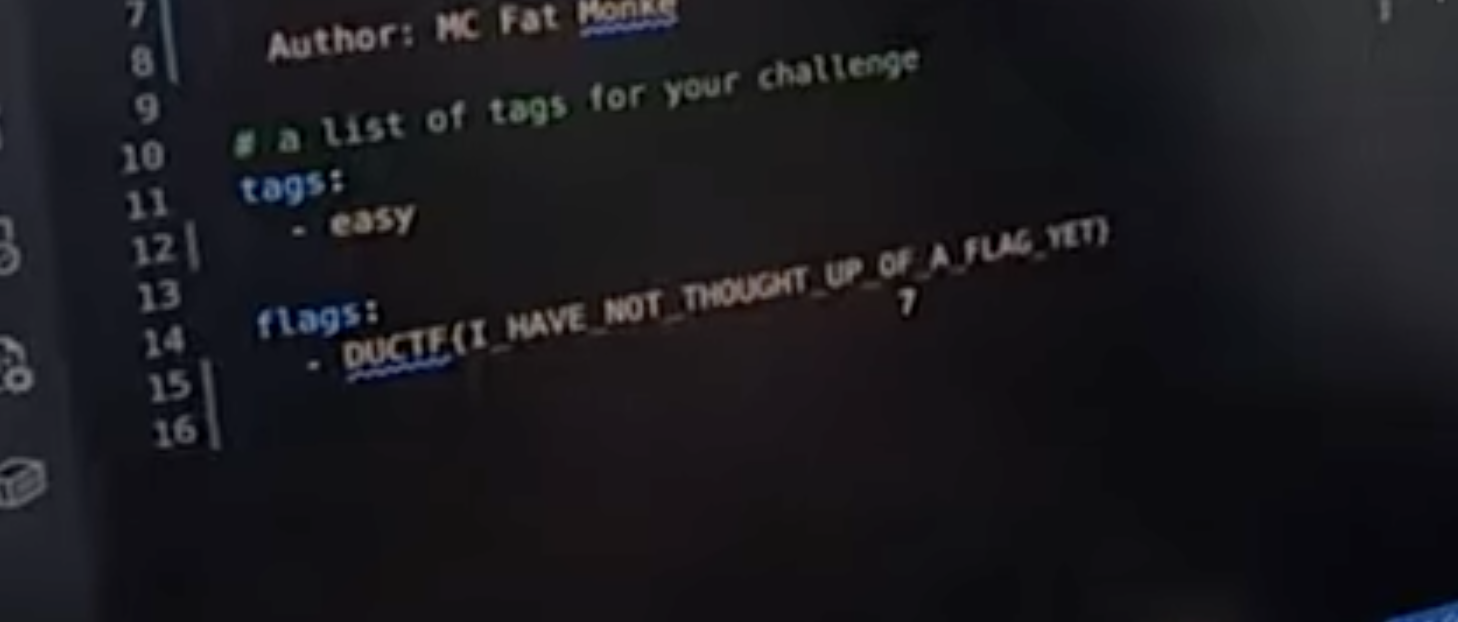 7
8 Author: MC Fat Monke
9
10 # a list of tags for your challenge
11 tags:
12 - easy
13
14 flags:
15 - DUCTF{I_HAVE_NOT_THOUGHT_UP_OF_A_FLAG_YET}
7
16